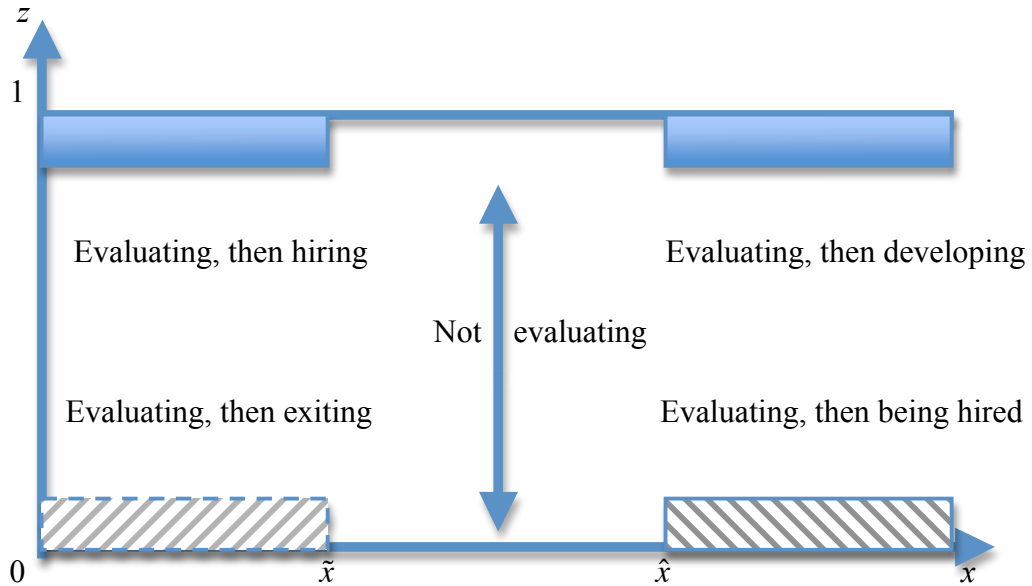 z
1
Evaluating, then hiring
Evaluating, then developing
Not evaluating
Evaluating, then exiting
Evaluating, then being hired
0
x̃
x̂
x